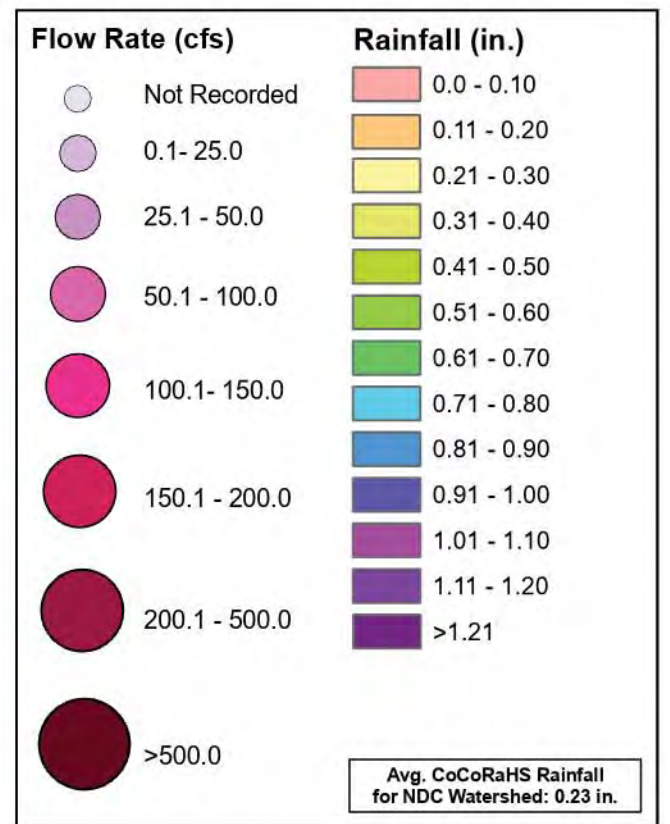 Flow Rate (cfs)
Not Recorded
0.1- 25.0
25.1 - 50.0
50.1 - 100.0
100.1- 150.0
150.1 - 200.0
200.1 - 500.0
>500.0
Rainfall (in.)
0.0 - 0.10
0.11 - 0.20
0.21 - 0.30
0.31 - 0.40
0.41 - 0.50
0.51 - 0.60
0.61 - 0.70
0.71 - 0.80
0.81 - 0.90
0.91 - 1.00
1.01 - 1.10
1.11 - 1.20
>1.21
Avg. CoCoRaHS Rainfall
for NDC Watershed: 0.23 in.